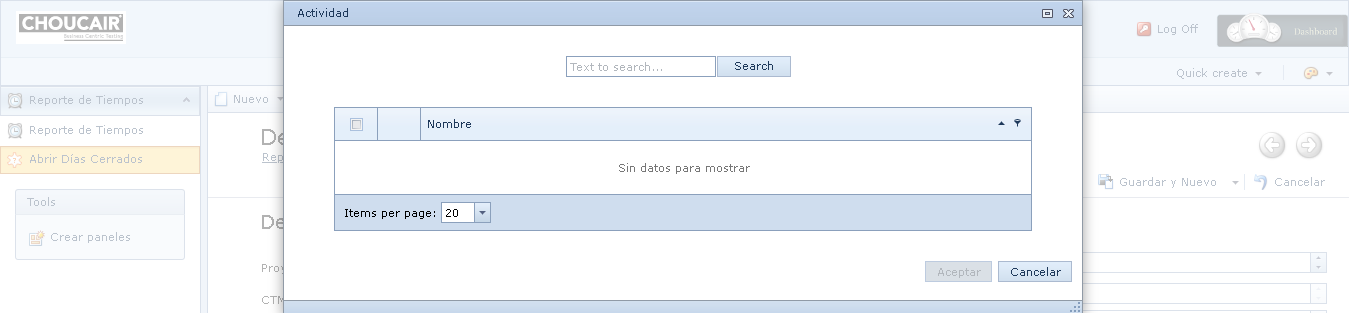 Actividad
CHOUCAIR
Business Centric Testing
Log Off
Dashboard
Text to search...
Search
Quick create
Reporte de Tiempos
Nuevo
Nombre
Reporte de Tiempos
De
Rep
Abrir Días Cerrados
Sin datos para mostrar
Guardar y Nuevo
Cancelar
Tools
Items per page: 20
De
Crear paneles
Proy
Aceptar
Cancelar
CTM